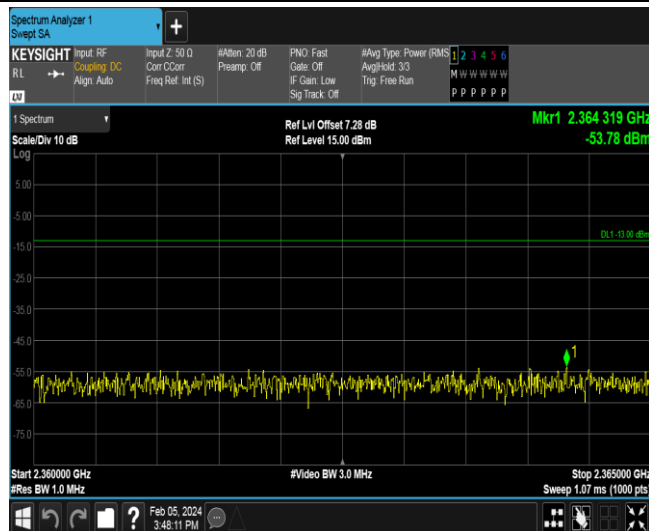 Spectrum Analyzer 1
Swept SA
+
KEYSIGHT
RL
LXI
Input: RF
Coupling: DC
Align: Auto
Input Z: 50 Ω
Corr CCorr
Freq Ref: Int (S)
#Atten: 20 dB
Preamp: Off
PNO: Fast
Gate: Off
IF Gain: Low
Sig Track: Off
#Avg Type: Power (RMS
Avg|Hold: 3/3
Trig: Free Run
1 2 3 4 5 6
M W W W W W
P P P P P P
1 Spectrum
Scale/Div 10 dB
Ref Lvl Offset 7.28 dB
Ref Level 15.00 dBm
Mkr1 2.364 319 GHz
-53.78 dBm
Log
5.00
-5.00
DL1 -13.00 dBm
-15.0
-25.0
-35.0
-45.0
1
-55.0
-65.0
-75.0
Start 2.360000 GHz
#Video BW 3.0 MHz
Stop 2.365000 GHz
#Res BW 1.0 MHz
Sweep 1.07 ms (1000 pts)
?
Feb 05, 2024
3:48:11 PM